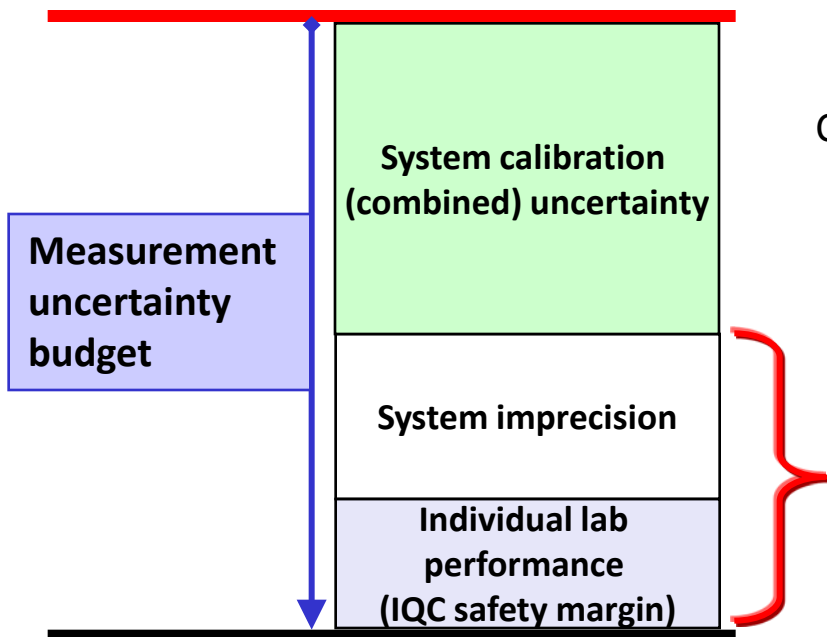 System calibration
(combined) uncertainty
Measurement
uncertainty
budget
System imprecision
Individual lab
performance
(IQC safety margin)